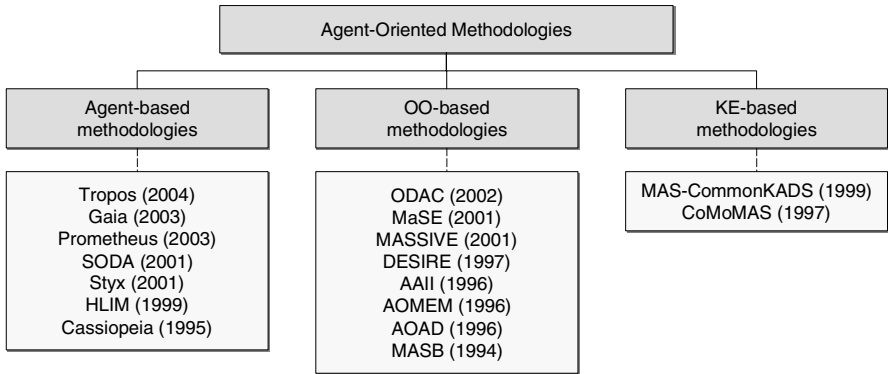 Agent-Oriented Methodologies
Agent-based
methodologies
OO-based
methodologies
KE-based
methodologies
Tropos (2004)
Gaia (2003)
Prometheus (2003)
SODA (2001)
Styx (2001)
HLIM (1999)
Cassiopeia (1995)
ODAC (2002)
MaSE (2001)
MASSIVE (2001)
DESIRE (1997)
AAII (1996)
AOMEM (1996)
AOAD (1996)
MASB (1994)
MAS-CommonKADS (1999)
CoMoMAS (1997)